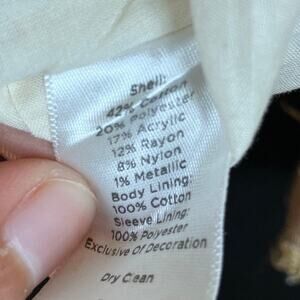 Shell:
42% Cotton
20% Polyester
17% Acrylic
12% Rayon
8% Nylon
1% Metallic
Body Lining:
100% Cotton
Sleeve Lining:
100% Polyester
Exclusive Of Decoration
Dry Clean